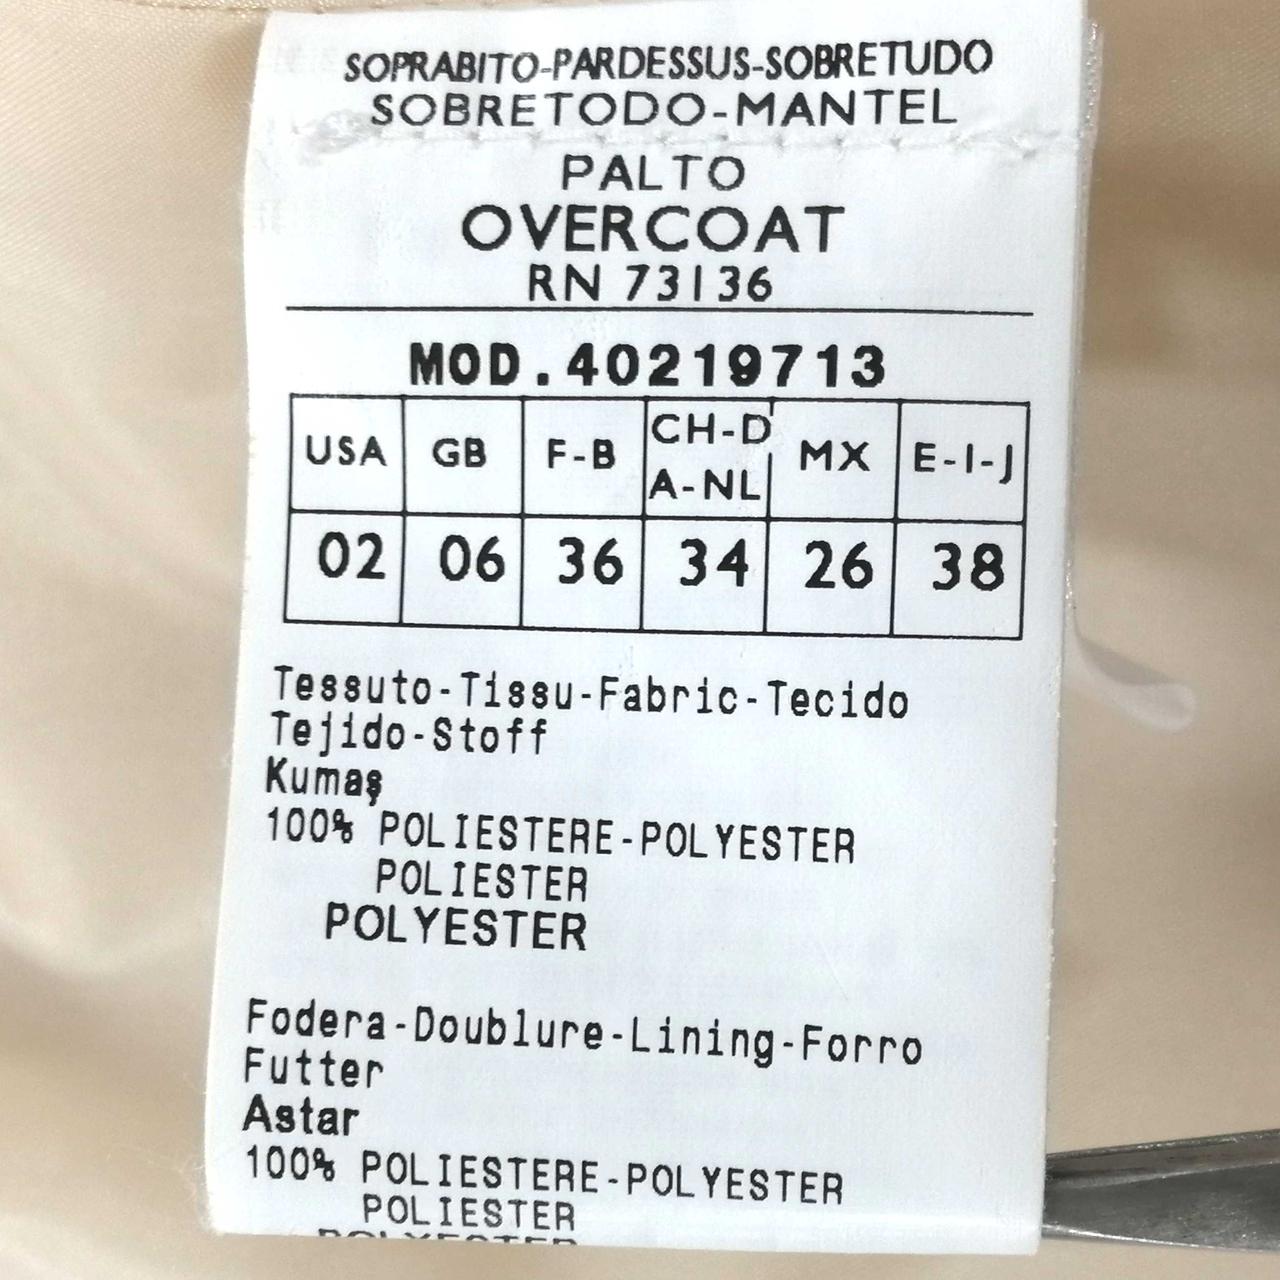 SOPRABITO-PARDESSUS-SOBRETUDO
SOBRETODO-MANTEL
PALTO
OVERCOAT
RN 73136
MOD.40219713
USA GB F-B CH-D A-NL MX E-I-J
02 06 36 34 26 38
Tessuto-Tissu-Fabric-Tecido
Tejido-Stoff
Kumaş
100% POLIESTERE-POLYESTER
POLIESTER
POLYESTER
Fodera-Doublure-Lining-Forro
Futter
Astar
100% POLIESTERE-POLYESTER
POLIESTER
POLYESTER